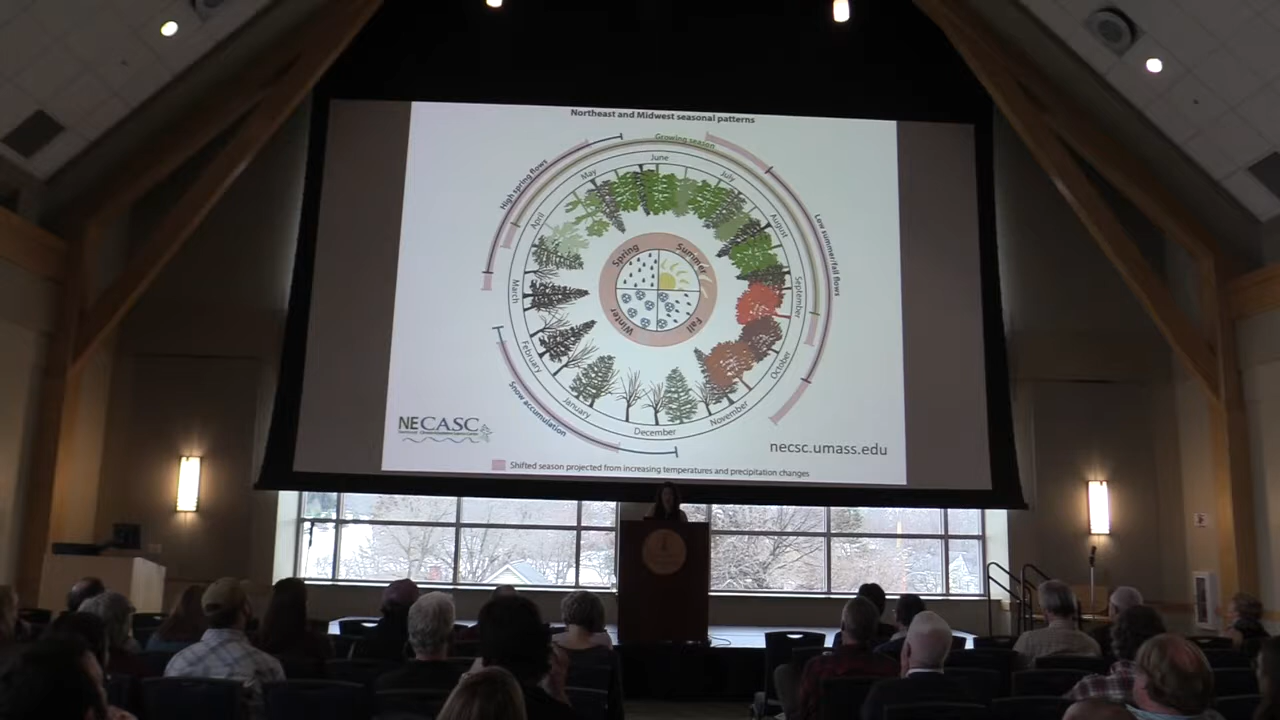 Northeast and Midwest seasonal patterns
Growing season
June
May
July
High spring flows
April
August
Low summer/fall flows
Spring
Summer
March
September
Winter
Fall
February
October
Snow accumulation
January
November
December
NECASC
necsc.umass.edu
Shifted season projected from increasing temperatures and precipitation changes